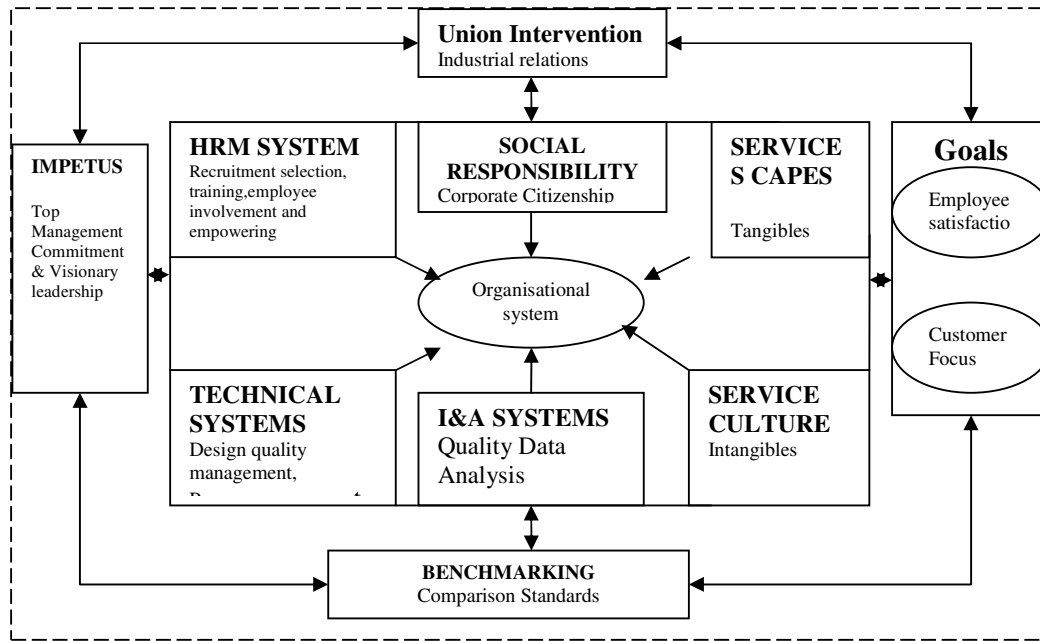 Union Intervention
Industrial relations
IMPETUS
Top
Management
Commitment
& Visionary
leadership
HRM SYSTEM
Recruitment selection,
training,employee
involvement and
empowering
SOCIAL
RESPONSIBILITY
Corporate Citizenship
SERVICE
S CAPES
Tangibles
Goals
Employee
satisfactio
Customer
Focus
Organisational
system
TECHNICAL
SYSTEMS
Design quality
management,
I&A SYSTEMS
Quality Data
Analysis
SERVICE
CULTURE
Intangibles
BENCHMARKING
Comparison Standards